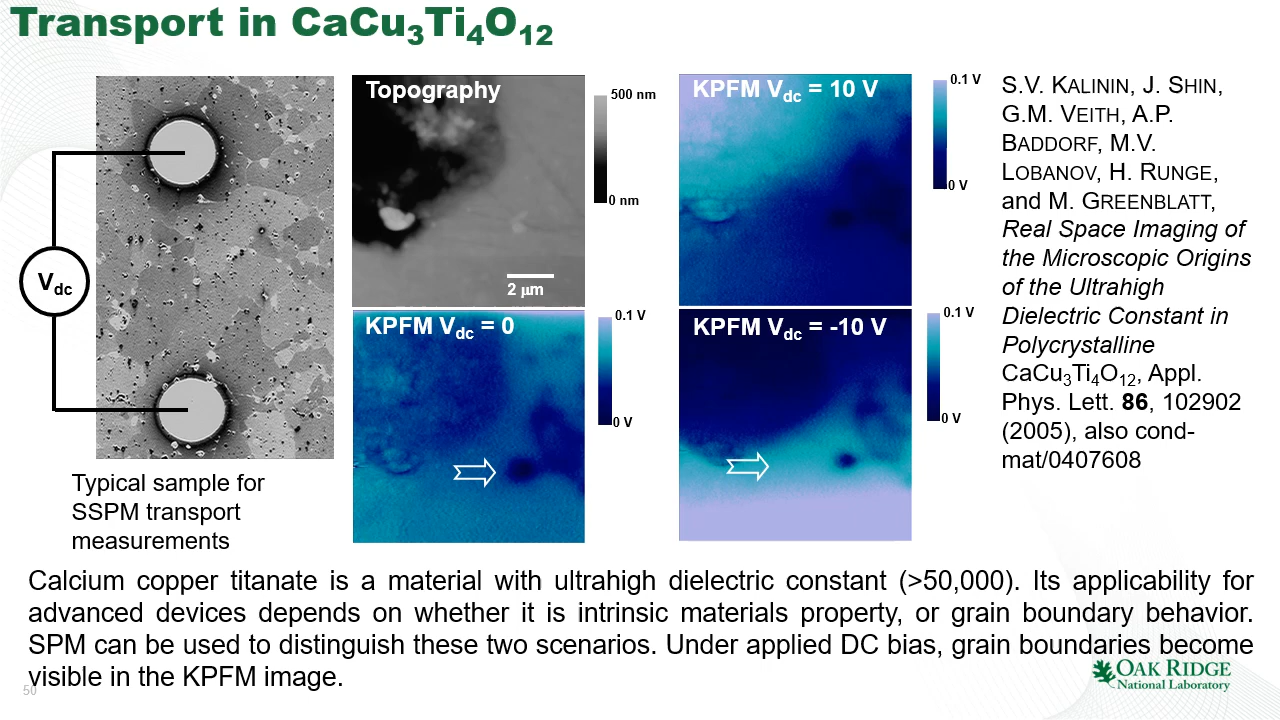 Transport in CaCu3Ti4O12
Vdc
Typical sample for
SSPM transport
measurements
Topography
500 nm
0 nm
2 μm
KPFM Vdc = 10 V
0.1 V
0 V
KPFM Vdc = 0
0.1 V
0 V
KPFM Vdc = -10 V
0.1 V
0 V
S.V. KALININ, J. SHIN,
G.M. VEITH, A.P.
BADDORF, M.V.
LOBANOV, H. RUNGE,
and M. GREENBLATT,
Real Space Imaging of
the Microscopic Origins
of the Ultrahigh
Dielectric Constant in
Polycrystalline
CaCu3Ti4O12, Appl.
Phys. Lett. 86, 102902
(2005), also cond-
mat/0407608
Calcium copper titanate is a material with ultrahigh dielectric constant (>50,000). Its applicability for
advanced devices depends on whether it is intrinsic materials property, or grain boundary behavior.
SPM can be used to distinguish these two scenarios. Under applied DC bias, grain boundaries become
visible in the KPFM image.
50
OAK RIDGE
National Laboratory